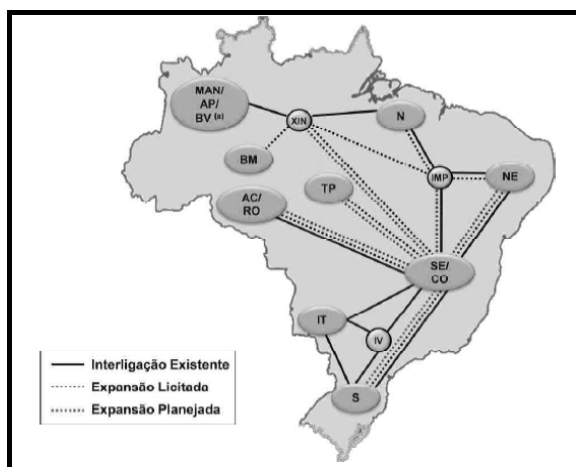 MAN/
AP/
BV (a)
XIN
N
BM
IMP
NE
TP
AC/
RO
SE/
CO
IT
IV
S
Interligação Existente
Expansão Licitada
Expansão Planejada